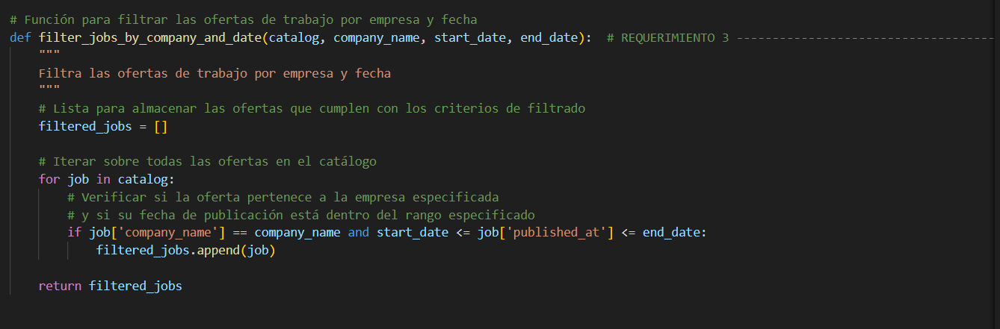 # Función para filtrar las ofertas de trabajo por empresa y fecha
def filter_jobs_by_company_and_date(catalog, company_name, start_date, end_date):  # REQUERIMIENTO 3 ------------------------------------
    """
    Filtra las ofertas de trabajo por empresa y fecha
    """
    # Lista para almacenar las ofertas que cumplen con los criterios de filtrado
    filtered_jobs = []

    # Iterar sobre todas las ofertas en el catálogo
    for job in catalog:
        # Verificar si la oferta pertenece a la empresa especificada
        # y si su fecha de publicación está dentro del rango especificado
        if job['company_name'] == company_name and start_date <= job['published_at'] <= end_date:
            filtered_jobs.append(job)

    return filtered_jobs